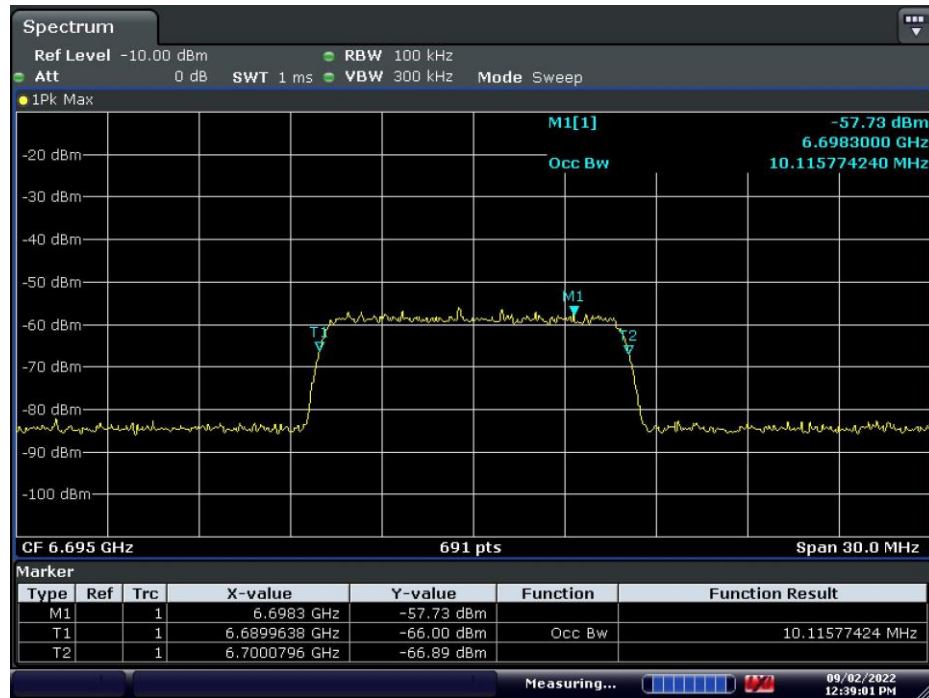 Spectrum
Ref Level -10.00 dBm RBW 100 kHz
Att 0 dB SWT 1 ms VBW 300 kHz Mode Sweep
1Pk Max
M1[1] -57.73 dBm
6.6983000 GHz
Occ Bw 10.115774240 MHz
-20 dBm
-30 dBm
-40 dBm
-50 dBm
M1
-60 dBm
T1 T2
-70 dBm
-80 dBm
-90 dBm
-100 dBm
CF 6.695 GHz 691 pts Span 30.0 MHz
Marker
Type Ref Trc X-value Y-value Function Function Result
M1 1 6.6983 GHz -57.73 dBm
T1 1 6.6899638 GHz -66.00 dBm Occ Bw 10.11577424 MHz
T2 1 6.7000796 GHz -66.89 dBm
Measuring... 09/02/2022
12:39:01 PM